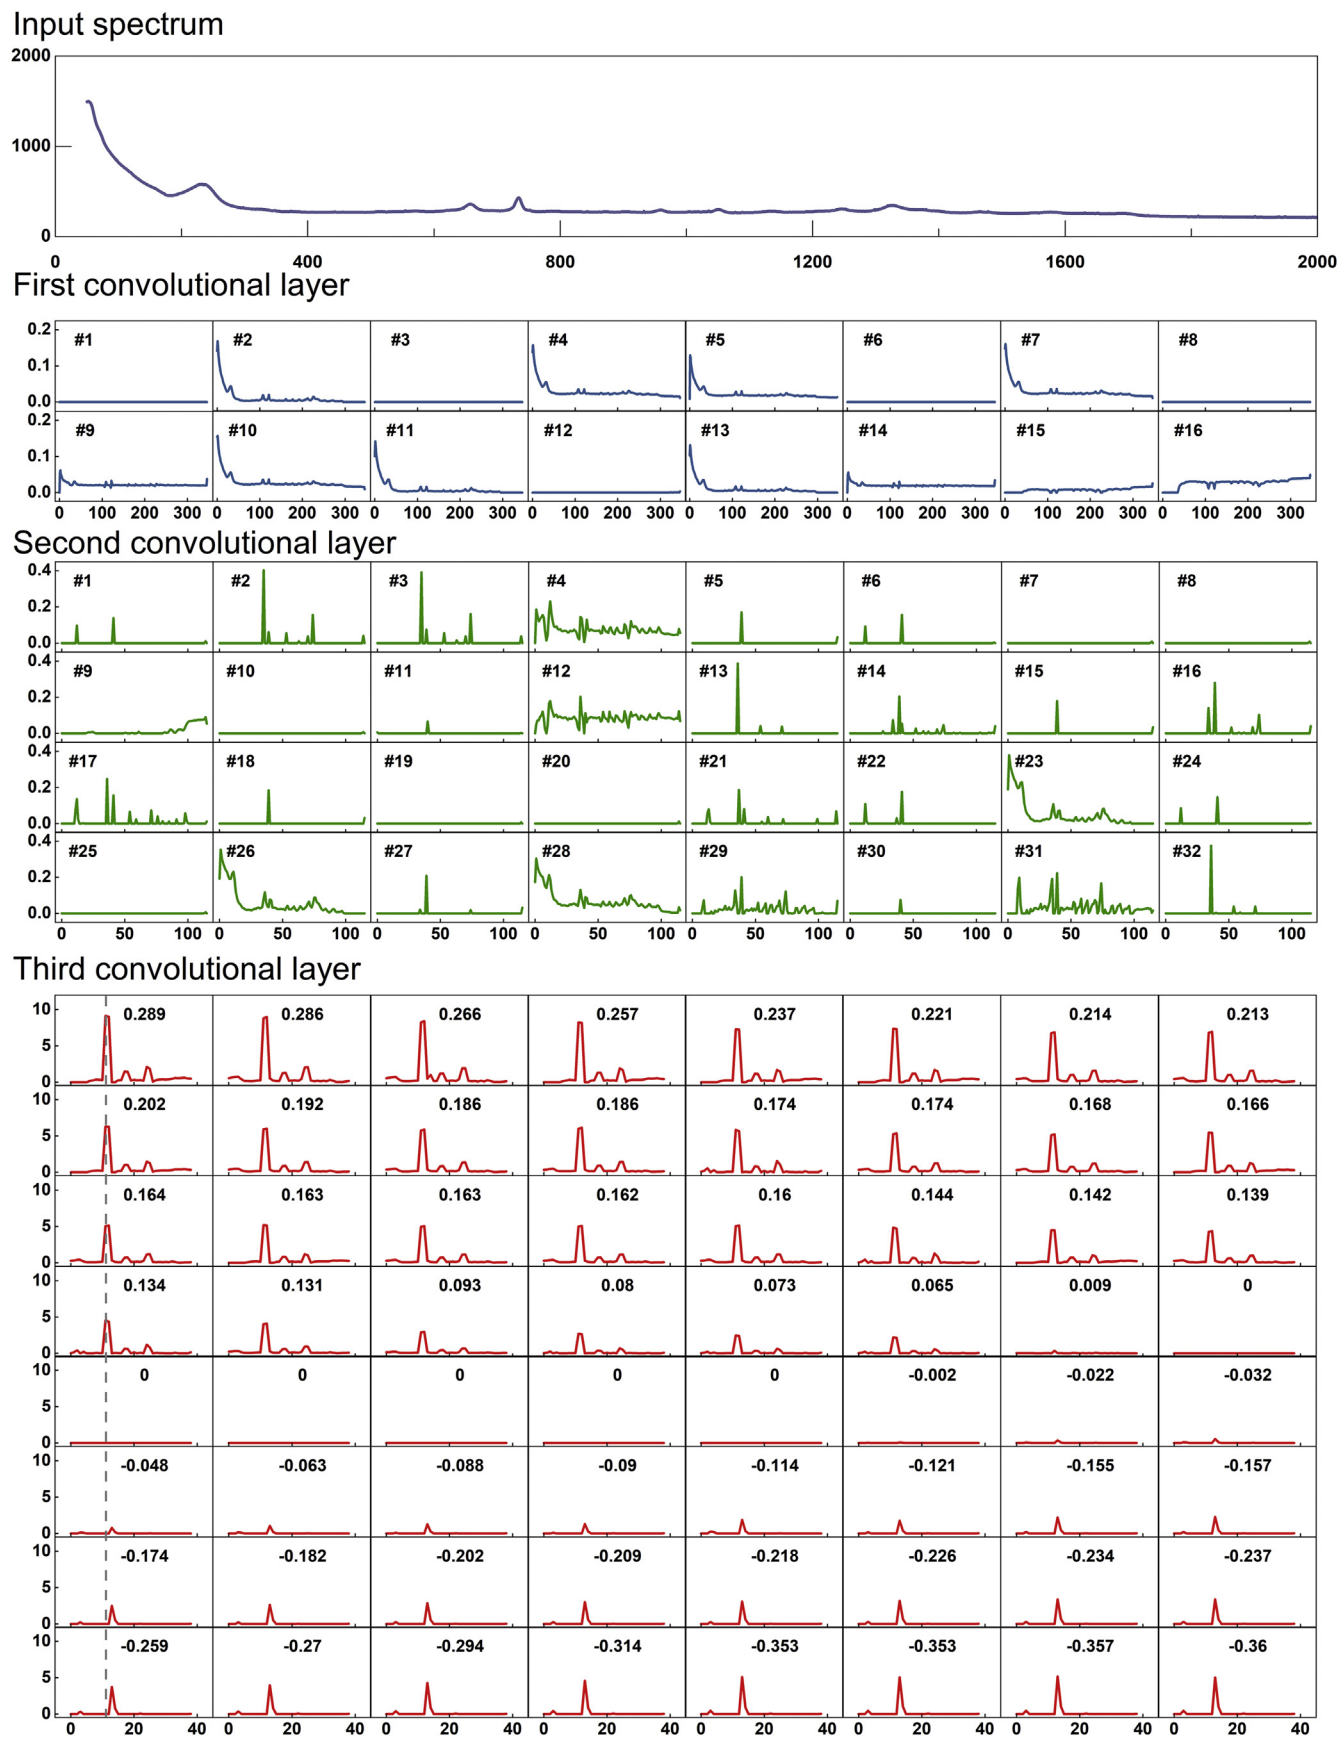 Input spectrum
2000
1000
0
0 400 800 1200 1600 2000
First convolutional layer
0.2 #1 #2 #3 #4 #5 #6 #7 #8
0.1
0.0
0.2 #9 #10 #11 #12 #13 #14 #15 #16
0.1
0.0
0 100 200 300 0 100 200 300 0 100 200 300 0 100 200 300 0 100 200 300 0 100 200 300 0 100 200 300 0 100 200 300
Second convolutional layer
0.4 #1 #2 #3 #4 #5 #6 #7 #8
0.2
0.0
0.4 #9 #10 #11 #12 #13 #14 #15 #16
0.2
0.0
0.4 #17 #18 #19 #20 #21 #22 #23 #24
0.2
0.0
0.4 #25 #26 #27 #28 #29 #30 #31 #32
0.2
0.0
0 50 100 0 50 100 0 50 100 0 50 100 0 50 100 0 50 100 0 50 100 0 50 100
Third convolutional layer
10 0.289 0.286 0.266 0.257 0.237 0.221 0.214 0.213
5
0
10 0.202 0.192 0.186 0.186 0.174 0.174 0.168 0.166
5
0
10 0.164 0.163 0.163 0.162 0.16 0.144 0.142 0.139
5
0
10 0.134 0.131 0.093 0.08 0.073 0.065 0.009 0
5
0
10 0 0 0 0 0 -0.002 -0.022 -0.032
5
0
10 -0.048 -0.063 -0.088 -0.09 -0.114 -0.121 -0.155 -0.157
5
0
10 -0.174 -0.182 -0.202 -0.209 -0.218 -0.226 -0.234 -0.237
5
0
10 -0.259 -0.27 -0.294 -0.314 -0.353 -0.353 -0.357 -0.36
5
0
0 20 40 0 20 40 0 20 40 0 20 40 0 20 40 0 20 40 0 20 40 0 20 40